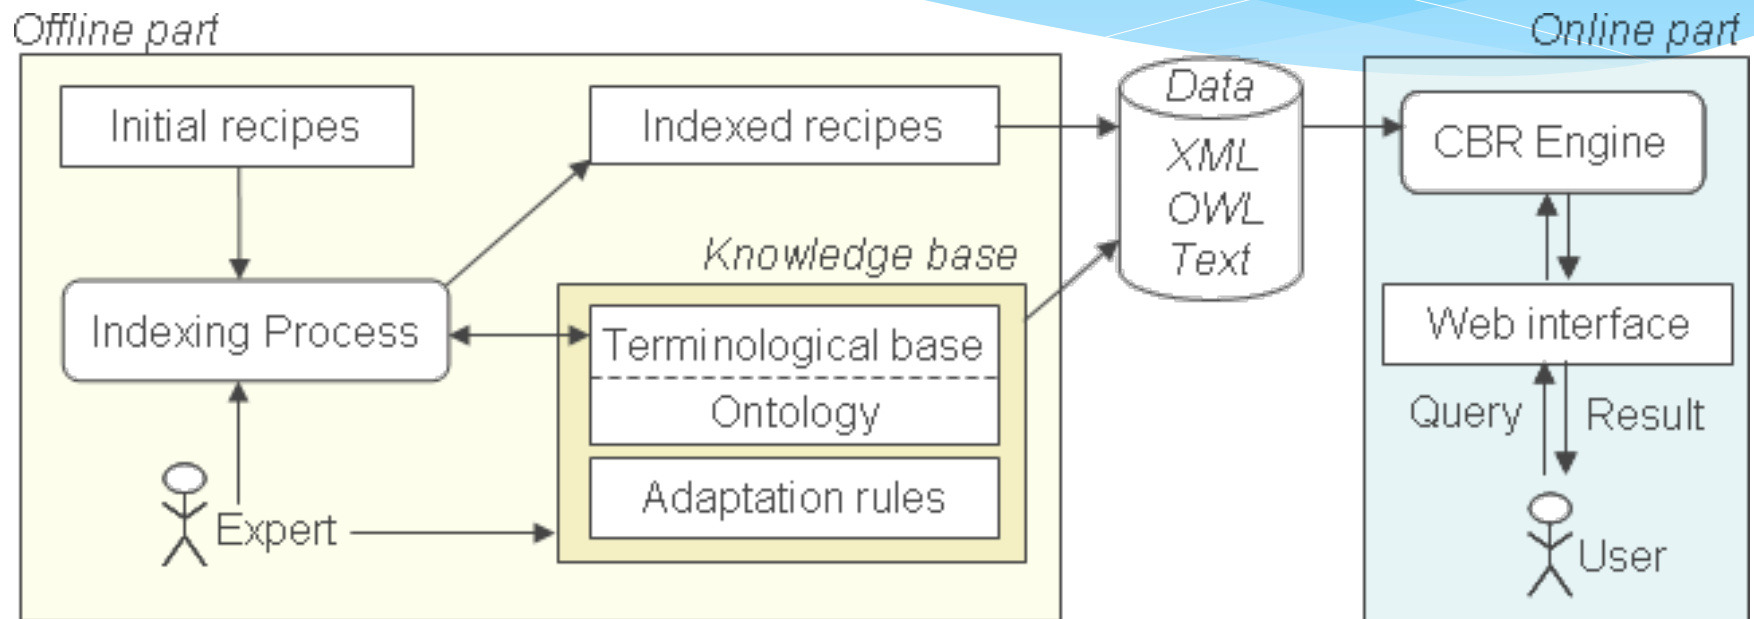 Offline part
Online part
Initial recipes
Indexed recipes
Data
XML
OWL
Text
CBR Engine
Knowledge base
Indexing Process
Terminological base
Ontology
Adaptation rules
Web interface
Query
Result
Expert
User